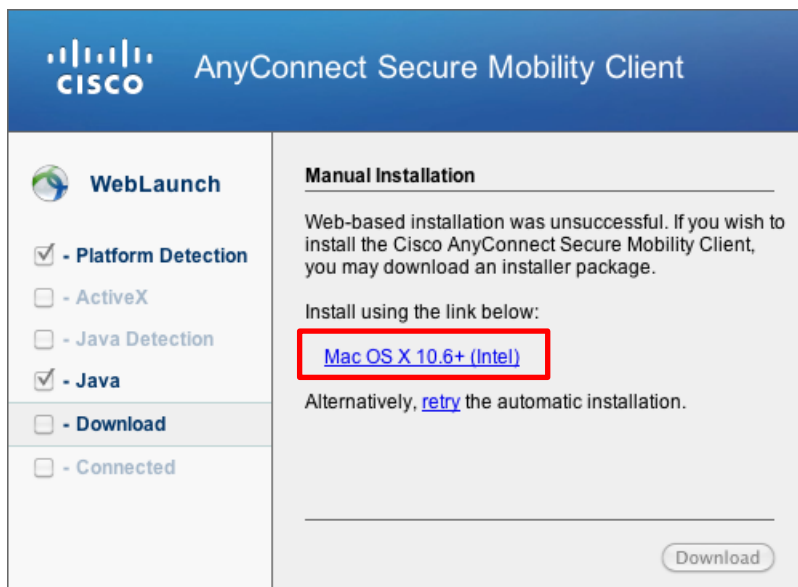 CISCO
AnyConnect Secure Mobility Client
WebLaunch
- Platform Detection
- ActiveX
- Java Detection
- Java
- Download
- Connected
Manual Installation
Web-based installation was unsuccessful. If you wish to
install the Cisco AnyConnect Secure Mobility Client,
you may download an installer package.
Install using the link below:
Mac OS X 10.6+ (Intel)
Alternatively, retry the automatic installation.
Download